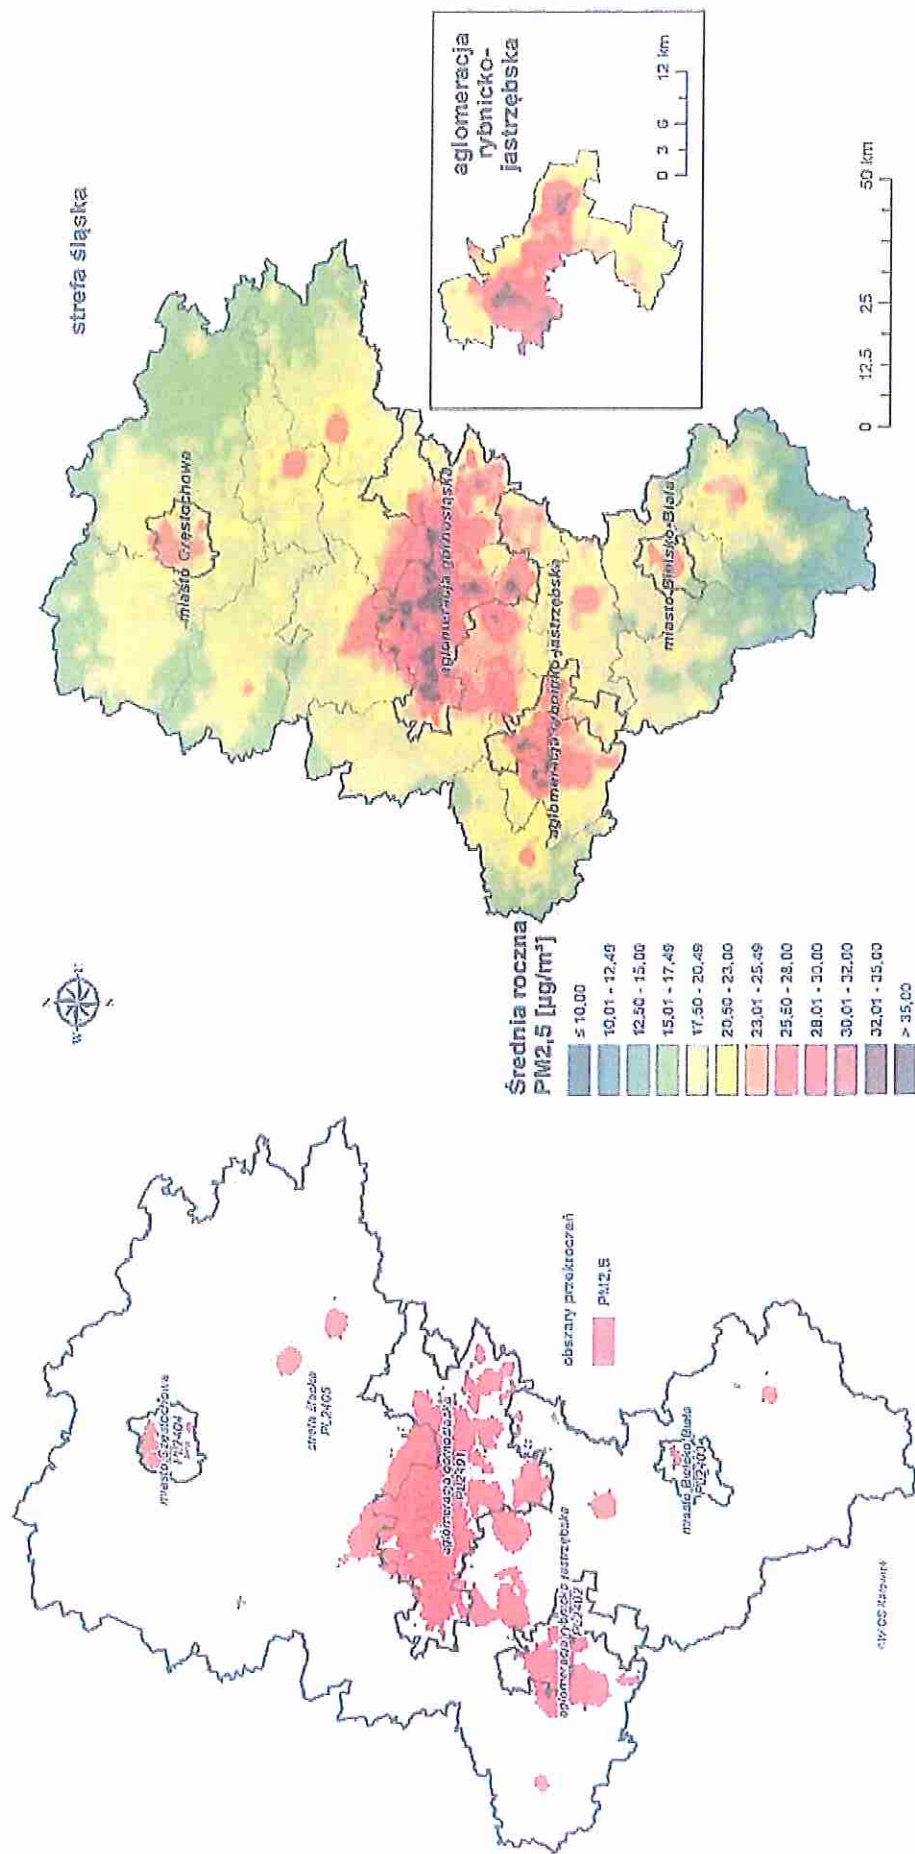 miasto Częstochowa
PL2404
strefa śląska
PL2405
aglomeracja górnośląska
PL2401
aglomeracja rybnicko-jastrzębska
PL2402
miasto Bielsko-Biała
PL2403
obszary przekroczeń
PM2,5
Średnia roczna
PM2,5 [µg/m³]
≤ 10,00
10,01 - 12,49
12,50 - 15,00
15,01 - 17,49
17,50 - 20,49
20,50 - 23,00
23,01 - 25,49
25,50 - 28,00
28,01 - 30,00
30,01 - 32,00
32,01 - 35,00
> 35,00
N
W
E
S
strefa śląska
miasto Częstochowa
aglomeracja górnośląska
aglomeracja rybnicko-jastrzębska
miasto Bielsko-Biała
aglomeracja
rybnicko-
jastrzębska
0 3 6 12 km
0 12,5 25 50 km